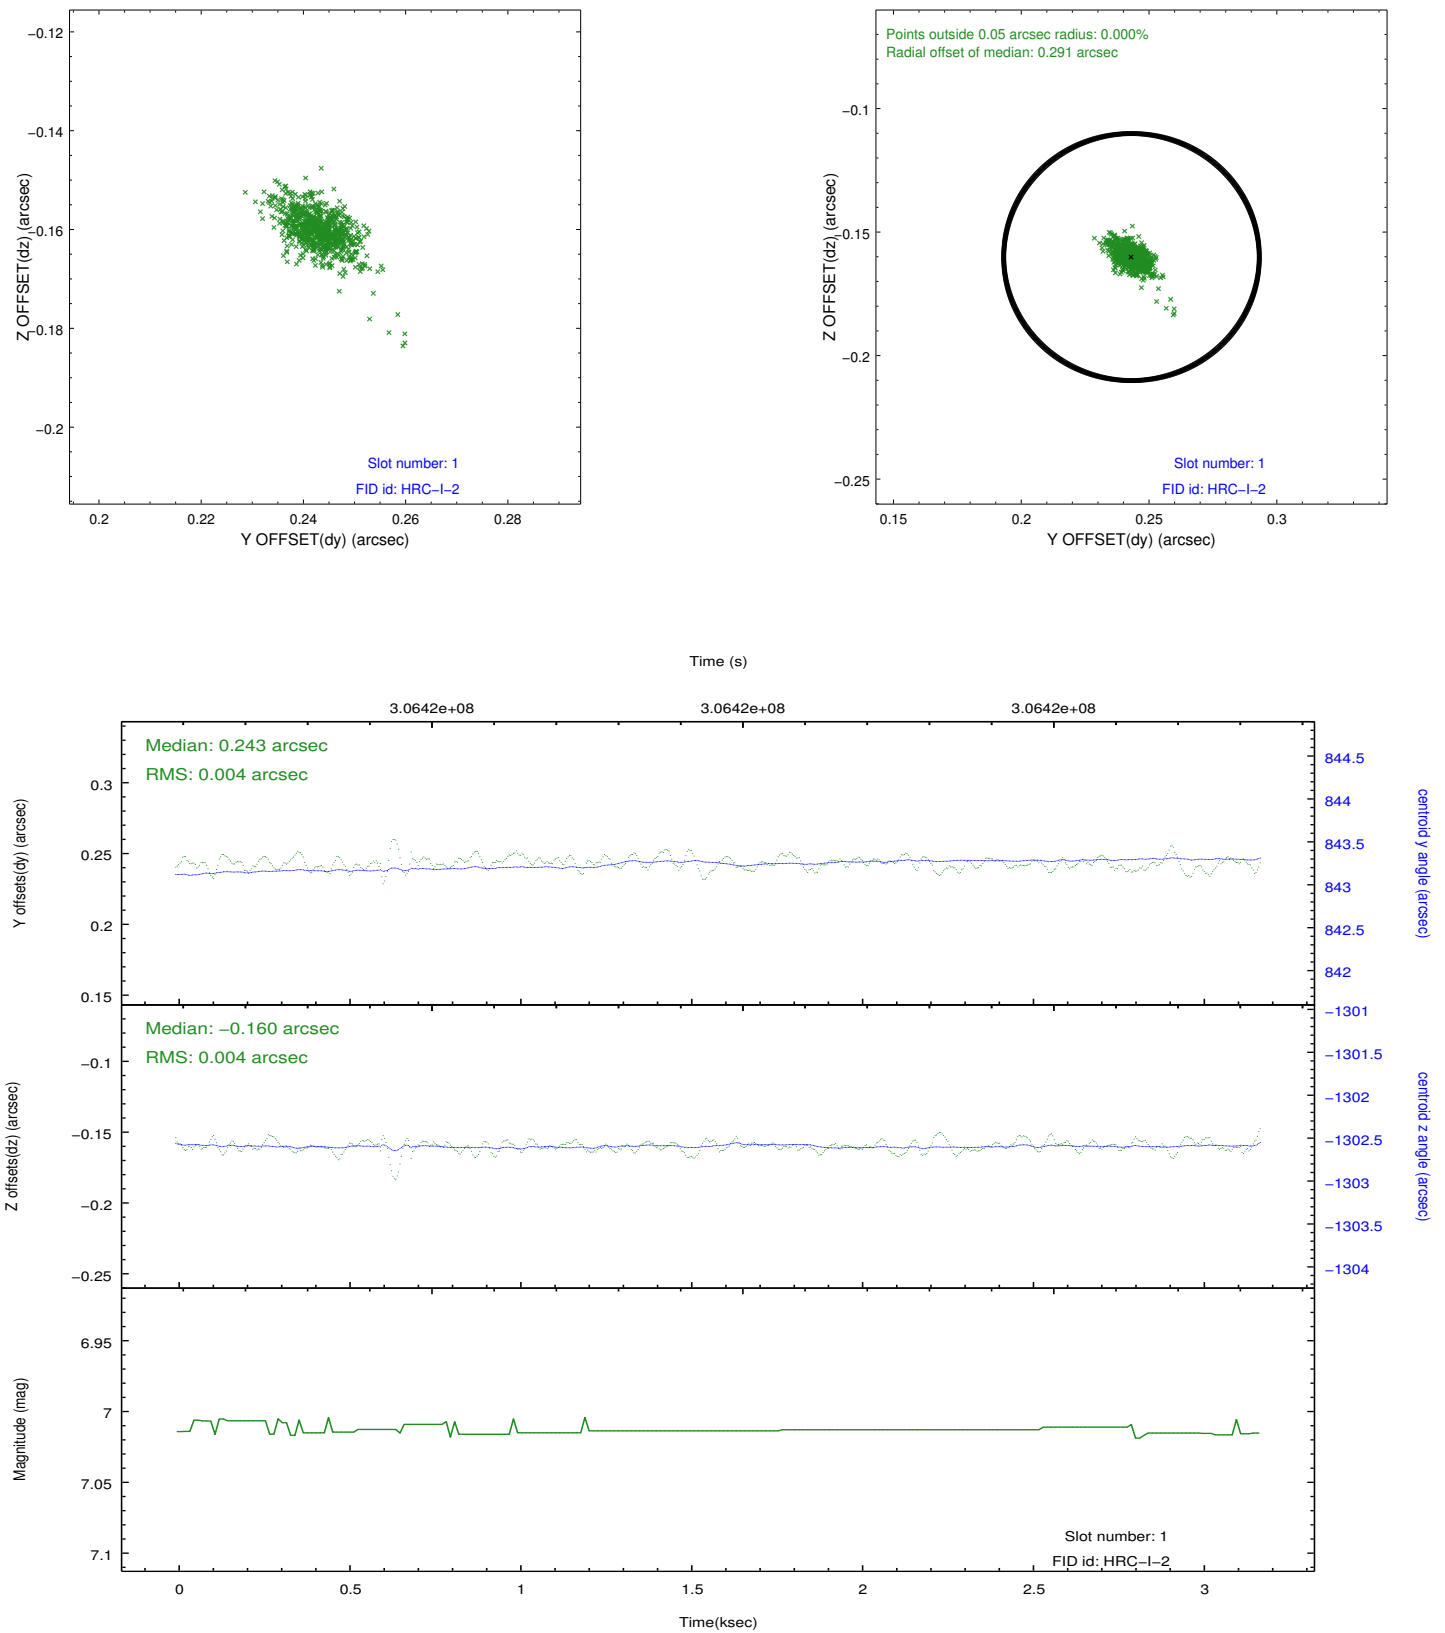 −0.12
−0.14
−0.16
−0.18
−0.2
Z OFFSET(dz) (arcsec)
Slot number: 1
FID id: HRC−I−2
0.2 0.22 0.24 0.26 0.28
Y OFFSET(dy) (arcsec)
Points outside 0.05 arcsec radius: 0.000%
Radial offset of median: 0.291 arcsec
−0.1
−0.15
−0.2
−0.25
Z OFFSET(dz) (arcsec)
Slot number: 1
FID id: HRC−I−2
0.15 0.2 0.25 0.3
Y OFFSET(dy) (arcsec)
Time (s)
3.0642e+08 3.0642e+08 3.0642e+08
Median: 0.243 arcsec
RMS: 0.004 arcsec
0.3
0.25
0.2
0.15
Y offsets(dy) (arcsec)
844.5
844
843.5
843
842.5
842
centroid y angle (arcsec)
Median: −0.160 arcsec
RMS: 0.004 arcsec
−0.1
−0.15
−0.2
−0.25
Z offsets(dz) (arcsec)
−1301
−1301.5
−1302
−1302.5
−1303
−1303.5
−1304
centroid z angle (arcsec)
6.95
7
7.05
7.1
Magnitude (mag)
Slot number: 1
FID id: HRC−I−2
0 0.5 1 1.5 2 2.5 3
Time(ksec)